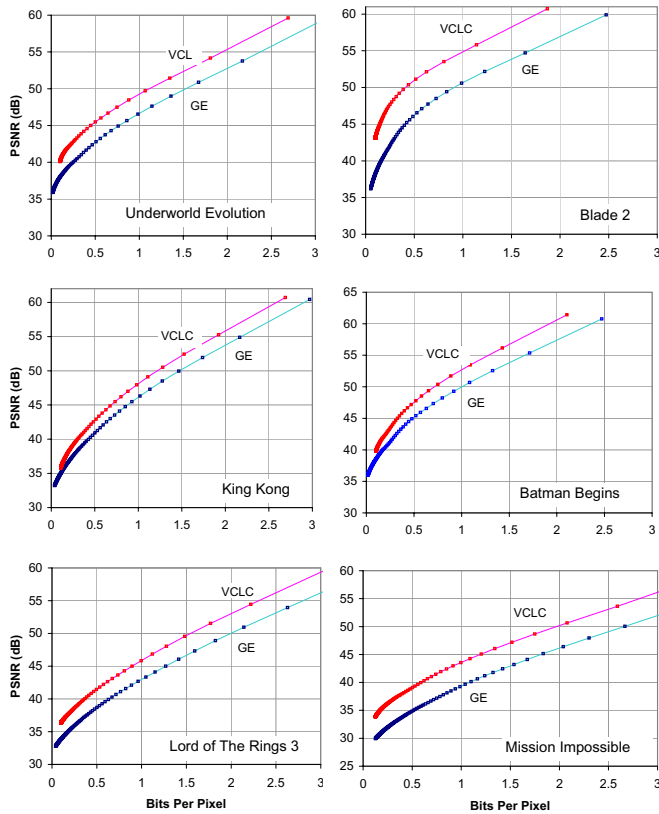 60
55
50
45
40
35
30
PSNR (dB)
VCL
GE
Underworld Evolution
0 0.5 1 1.5 2 2.5 3
60
55
50
45
40
35
30
VCLC
GE
Blade 2
0 0.5 1 1.5 2 2.5 3
60
55
50
45
40
35
30
PSNR (dB)
VCLC
GE
King Kong
0 0.5 1 1.5 2 2.5 3
65
60
55
50
45
40
35
30
VCLC
GE
Batman Begins
0 0.5 1 1.5 2 2.5 3
60
55
50
45
40
35
30
PSNR (dB)
VCLC
GE
Lord of The Rings 3
0 0.5 1 1.5 2 2.5 3
Bits Per Pixel
60
55
50
45
40
35
30
25
VCLC
GE
Mission Impossible
0 0.5 1 1.5 2 2.5 3
Bits Per Pixel